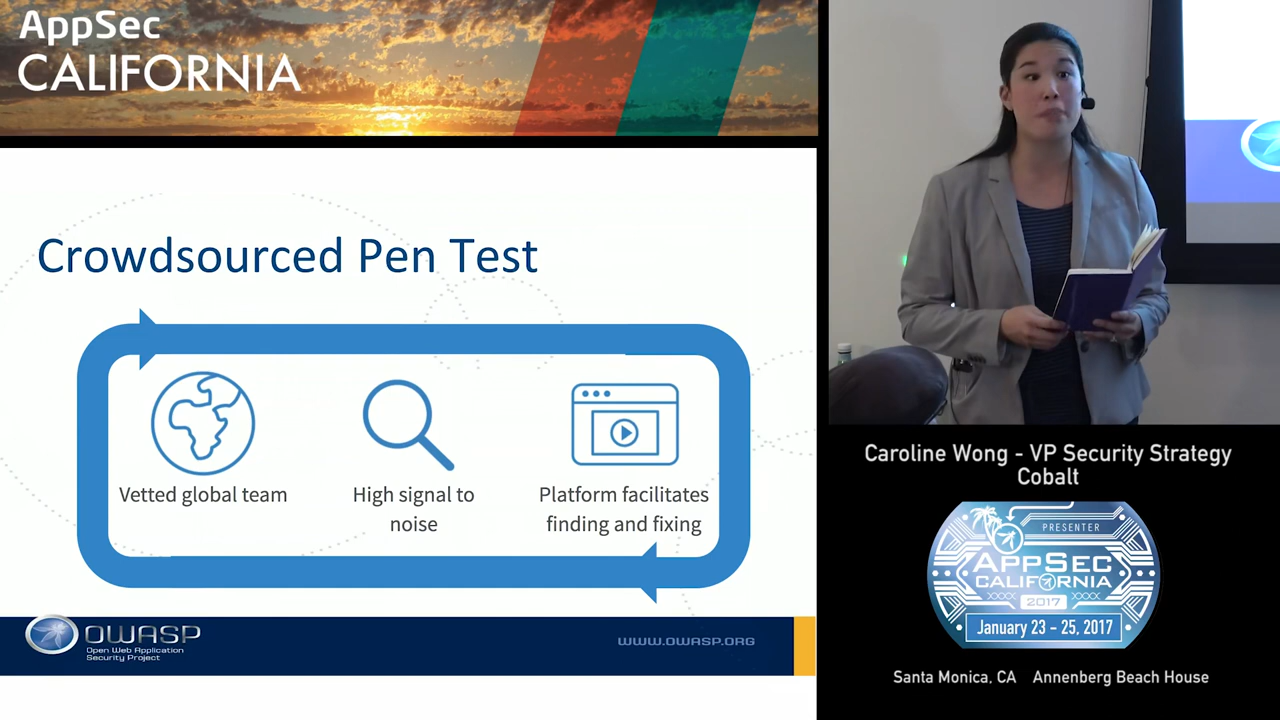 AppSec
CALIFORNIA
Crowdsourced Pen Test
Vetted global team
High signal to
noise
Platform facilitates
finding and fixing
OWASP
Open Web Application
Security Project
WWW.OWASP.ORG
Caroline Wong - VP Security Strategy
Cobalt
PRESENTER
APPSEC
CALIFORNIA
2017
January 23 - 25, 2017
Santa Monica, CA Annenberg Beach House